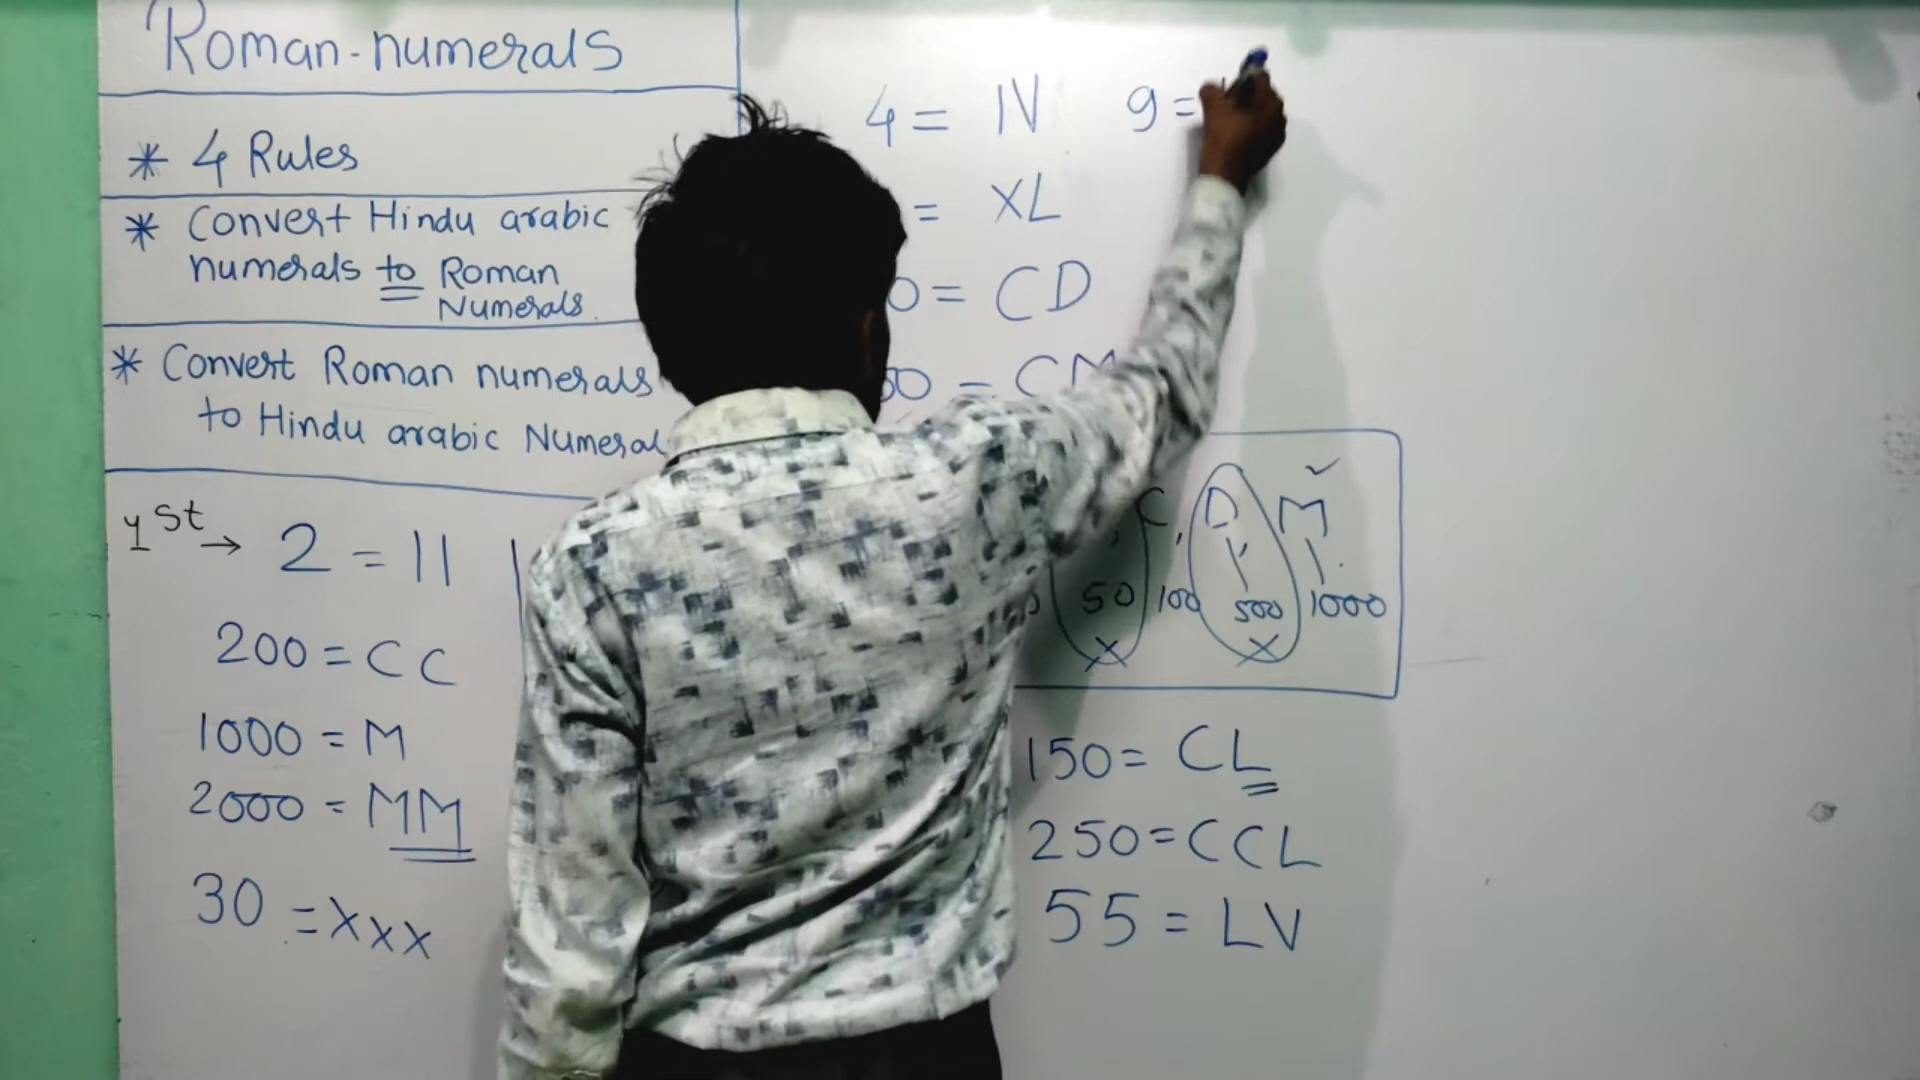 Roman-numerals
* 4 Rules
* Convert Hindu arabic
numerals to Roman
Numerals.
* Convert Roman numerals
to Hindu arabic Numeral
1st → 2 = II
200 = CC
1000 = M
2000 = MM
30 = XXX
4 = IV 9 =
= XL
0 = CD
00 = CM
C, D, M
50 100 500 1000
X X
150 = CL
250 = CCL
55 = LV